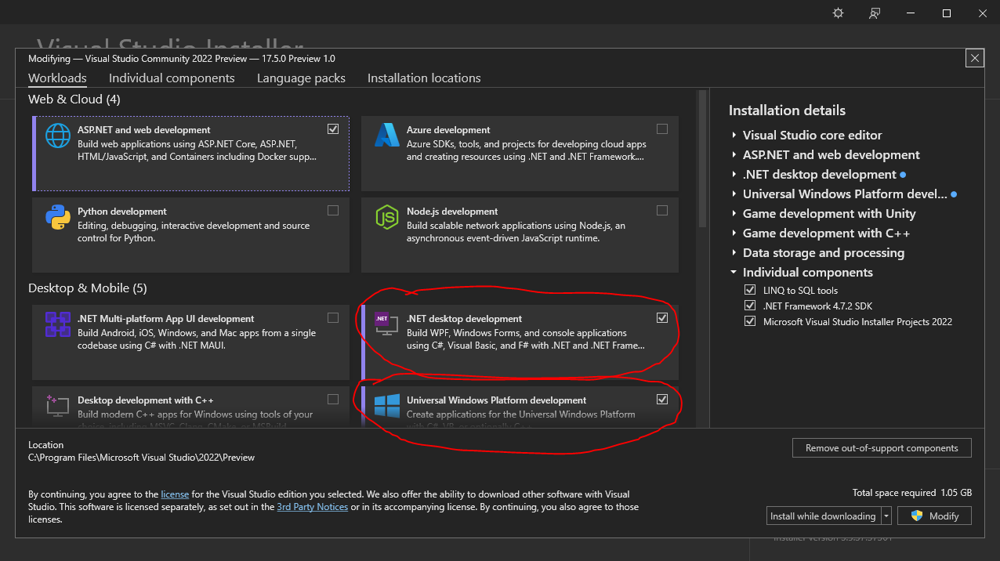 Visual Studio Installer
Modifying — Visual Studio Community 2022 Preview — 17.5.0 Preview 1.0
Workloads Individual components Language packs Installation locations
Web & Cloud (4)
ASP.NET and web development
Build web applications using ASP.NET Core, ASP.NET,
HTML/JavaScript, and Containers including Docker supp...
Azure development
Azure SDKs, tools, and projects for developing cloud apps
and creating resources using .NET and .NET Framework....
Python development
Editing, debugging, interactive development and source
control for Python.
Node.js development
Build scalable network applications using Node.js, an
asynchronous event-driven JavaScript runtime.
Desktop & Mobile (5)
.NET Multi-platform App UI development
Build Android, iOS, Windows, and Mac apps from a single
codebase using C# with .NET MAUI.
.NET
.NET desktop development
Build WPF, Windows Forms, and console applications
using C#, Visual Basic, and F# with .NET and .NET Frame...
Desktop development with C++
Build modern C++ apps for Windows using tools of your
choice, including MSVC, Clang, CMake, or MSBuild.
Universal Windows Platform development
Create applications for the Universal Windows Platform
with C#, VB, or optionally C++.
Installation details
Visual Studio core editor
ASP.NET and web development
.NET desktop development
Universal Windows Platform devel...
Game development with Unity
Game development with C++
Data storage and processing
Individual components
LINQ to SQL tools
.NET Framework 4.7.2 SDK
Microsoft Visual Studio Installer Projects 2022
Location
C:\Program Files\Microsoft Visual Studio\2022\Preview
Remove out-of-support components
By continuing, you agree to the license for the Visual Studio edition you selected. We also offer the ability to download other software with Visual
Studio. This software is licensed separately, as set out in the 3rd Party Notices or in its accompanying license. By continuing, you also agree to those
licenses.
Total space required 1.05 GB
Install while downloading
Modify
Installer version